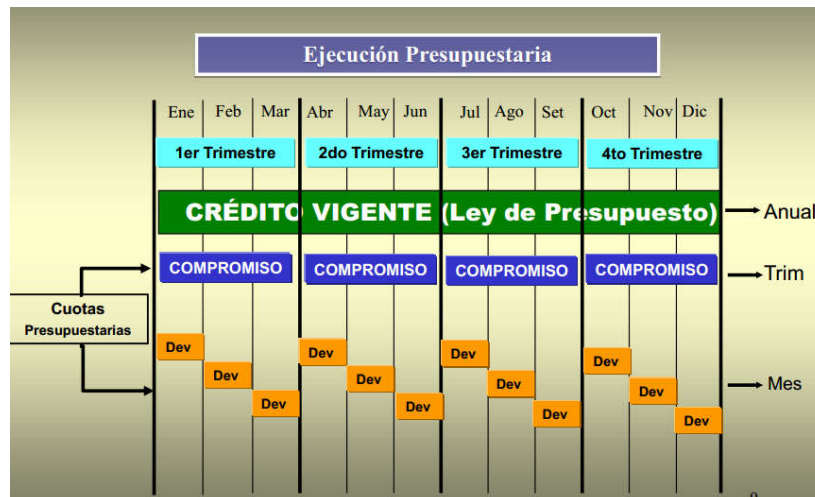 Ejecución Presupuestaria
Ene Feb Mar Abr May Jun Jul Ago Set Oct Nov Dic
1er Trimestre 2do Trimestre 3er Trimestre 4to Trimestre
CRÉDITO VIGENTE (Ley de Presupuesto) Anual
COMPROMISO COMPROMISO COMPROMISO COMPROMISO Trim
Cuotas
Presupuestarias
Dev Dev Dev Dev
Dev Dev Dev Dev Mes
Dev Dev Dev Dev